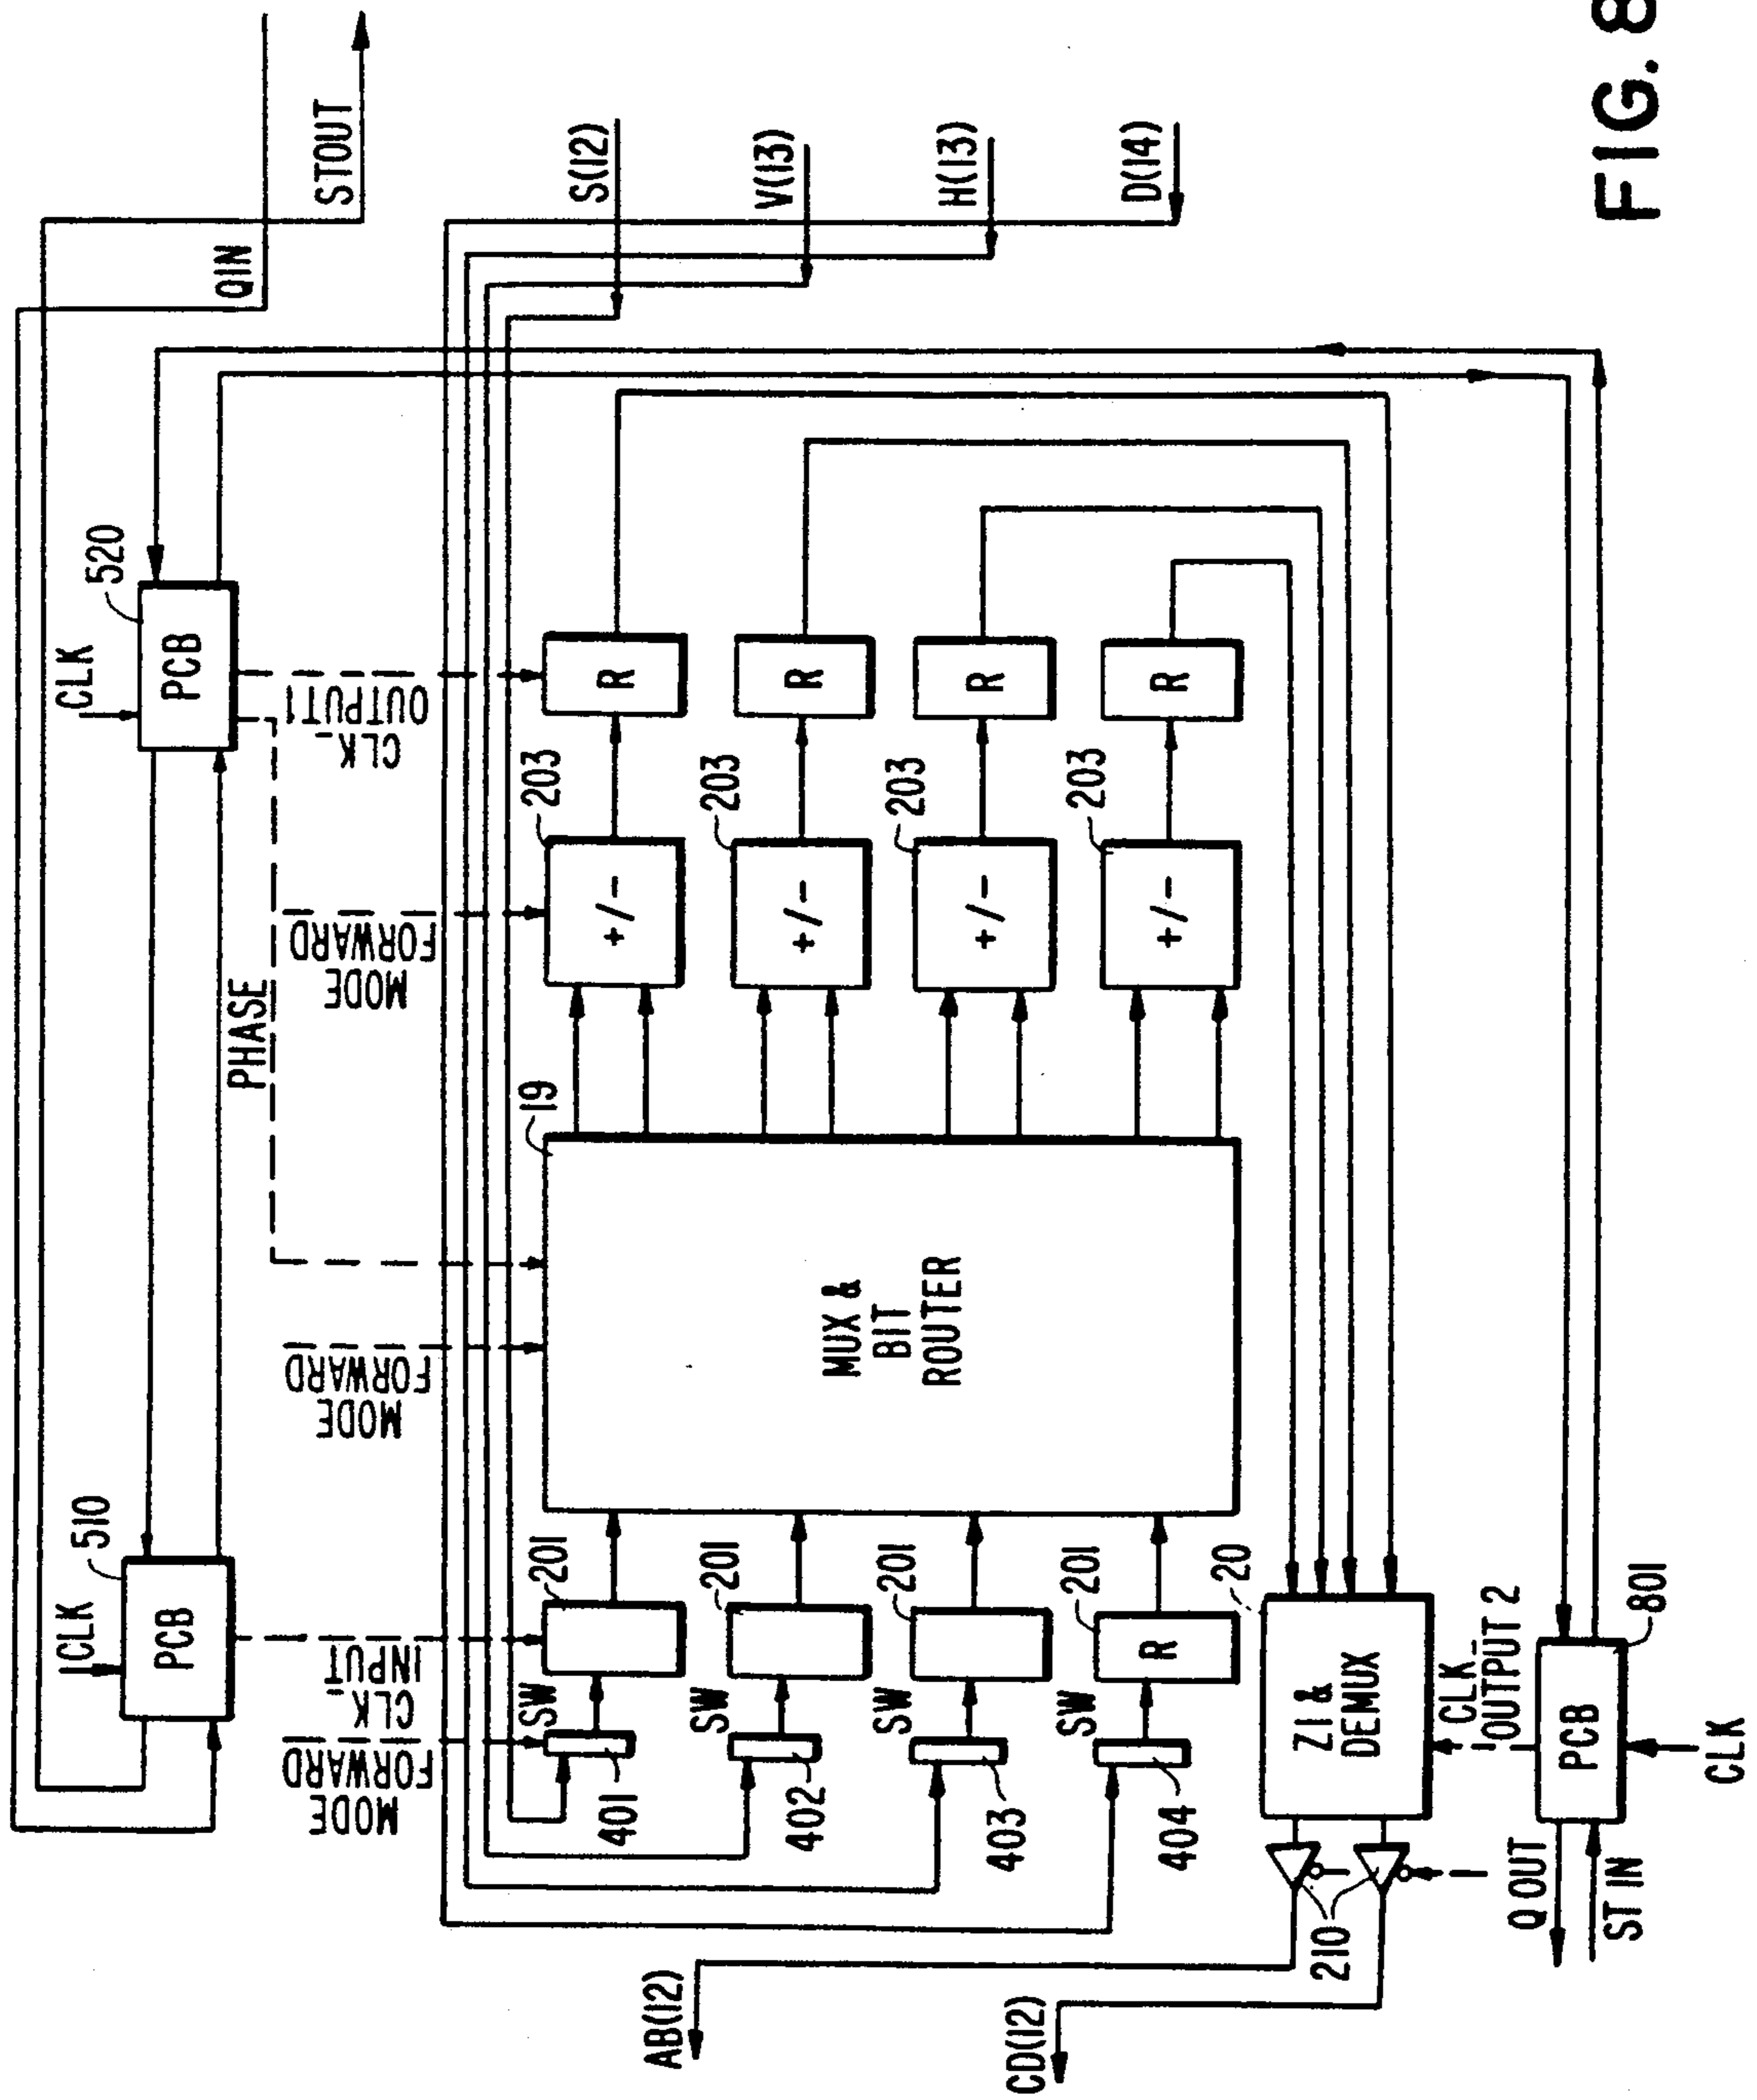 QIN
STOUT
CLK
510
PCB
CLK
520
PCB
PHASE
FORWARD
MODE
CLK_
INPUT
FORWARD
MODE
FORWARD
MODE
CLK_
OUTPUT1
S(12)
V(13)
H(13)
D(14)
SW
401
201
SW
402
201
SW
403
201
SW
404
201
R
19
MUX &
BIT
ROUTER
203
+/-
R
203
+/-
R
203
+/-
R
203
+/-
R
AB(12)
CD(12)
210
20
Z1 &
DEMUX
CLK_
OUTPUT 2
Q OUT
ST IN
PCB
801
CLK
FIG. 8